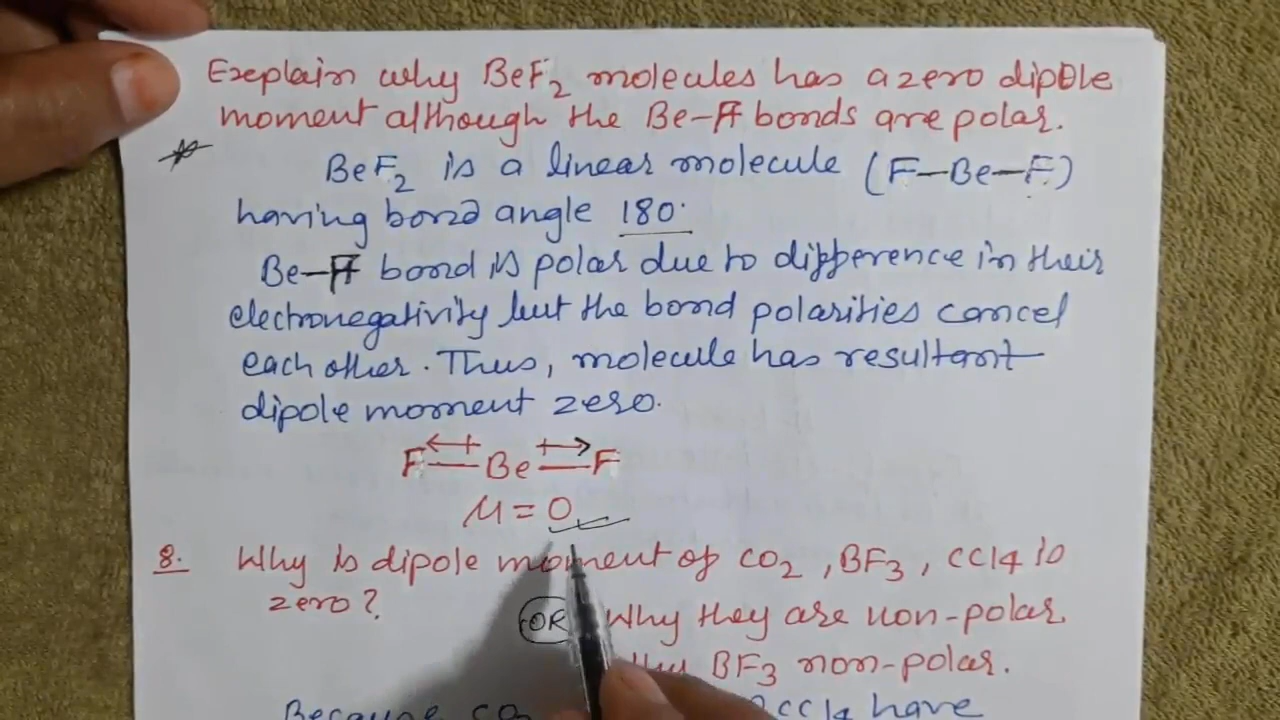 Explain why BeF2 molecules has a zero dipole
moment although the Be-F bonds are polar.
BeF2 is a linear molecule (F-Be-F)
having bond angle 180.
Be-F bond is polar due to difference in their
electronegativity but the bond polarities cancel
each other. Thus, molecule has resultant
dipole moment zero.
F Be F
μ = 0
8. Why is dipole moment of CO2, BF3, CCl4 is
zero?
OR Why they are non-polar.
BF3 non-polar.
Because CO2 CCl4 have